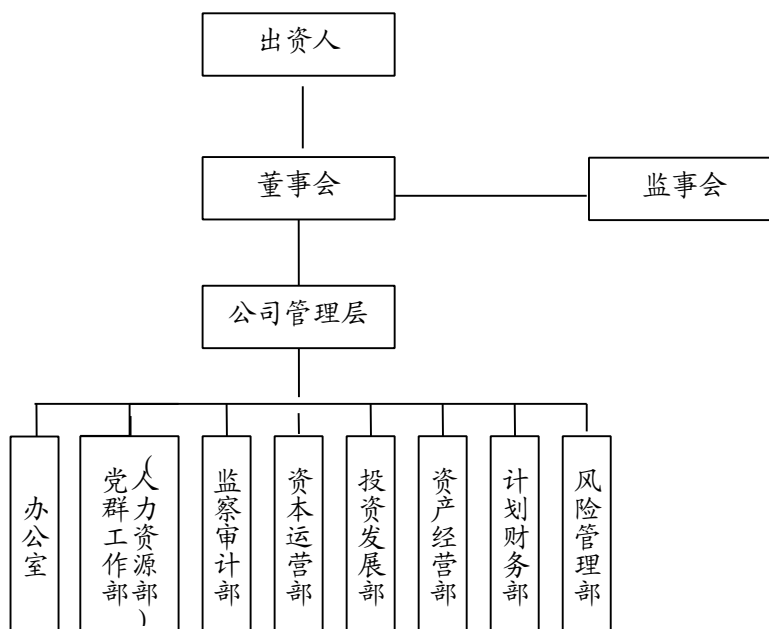 出资人
董事会
监事会
公司管理层
办公室
党群工作部
(人力资源部)
监察审计部
资本运营部
投资发展部
资产经营部
计划财务部
风险管理部